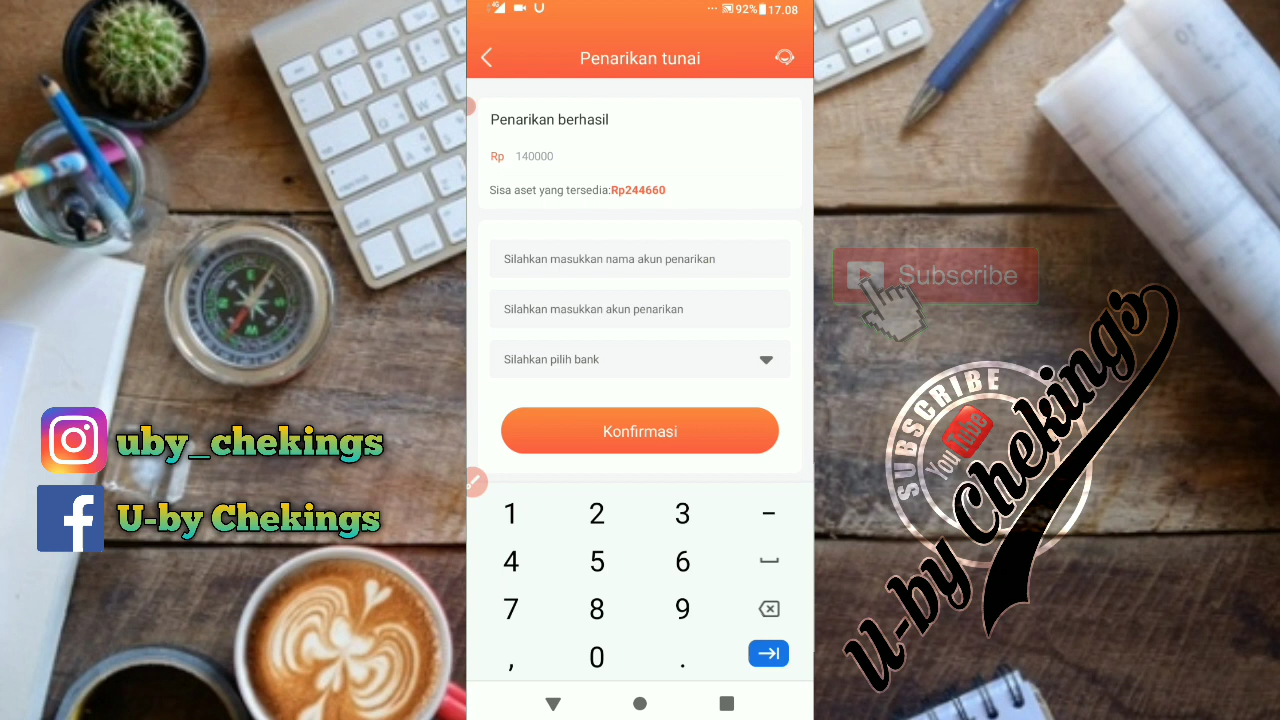 4G
92%
17.08
Penarikan tunai
Penarikan berhasil
Rp 140000
Sisa aset yang tersedia:Rp244660
Silahkan masukkan nama akun penarikan
Silahkan masukkan akun penarikan
Silahkan pilih bank
Konfirmasi
1 2 3 –
4 5 6
7 8 9
, 0 .
uby_chekings
U-by Chekings
Subscribe
SUBSCRIBE
YouTube
U-by Chekings